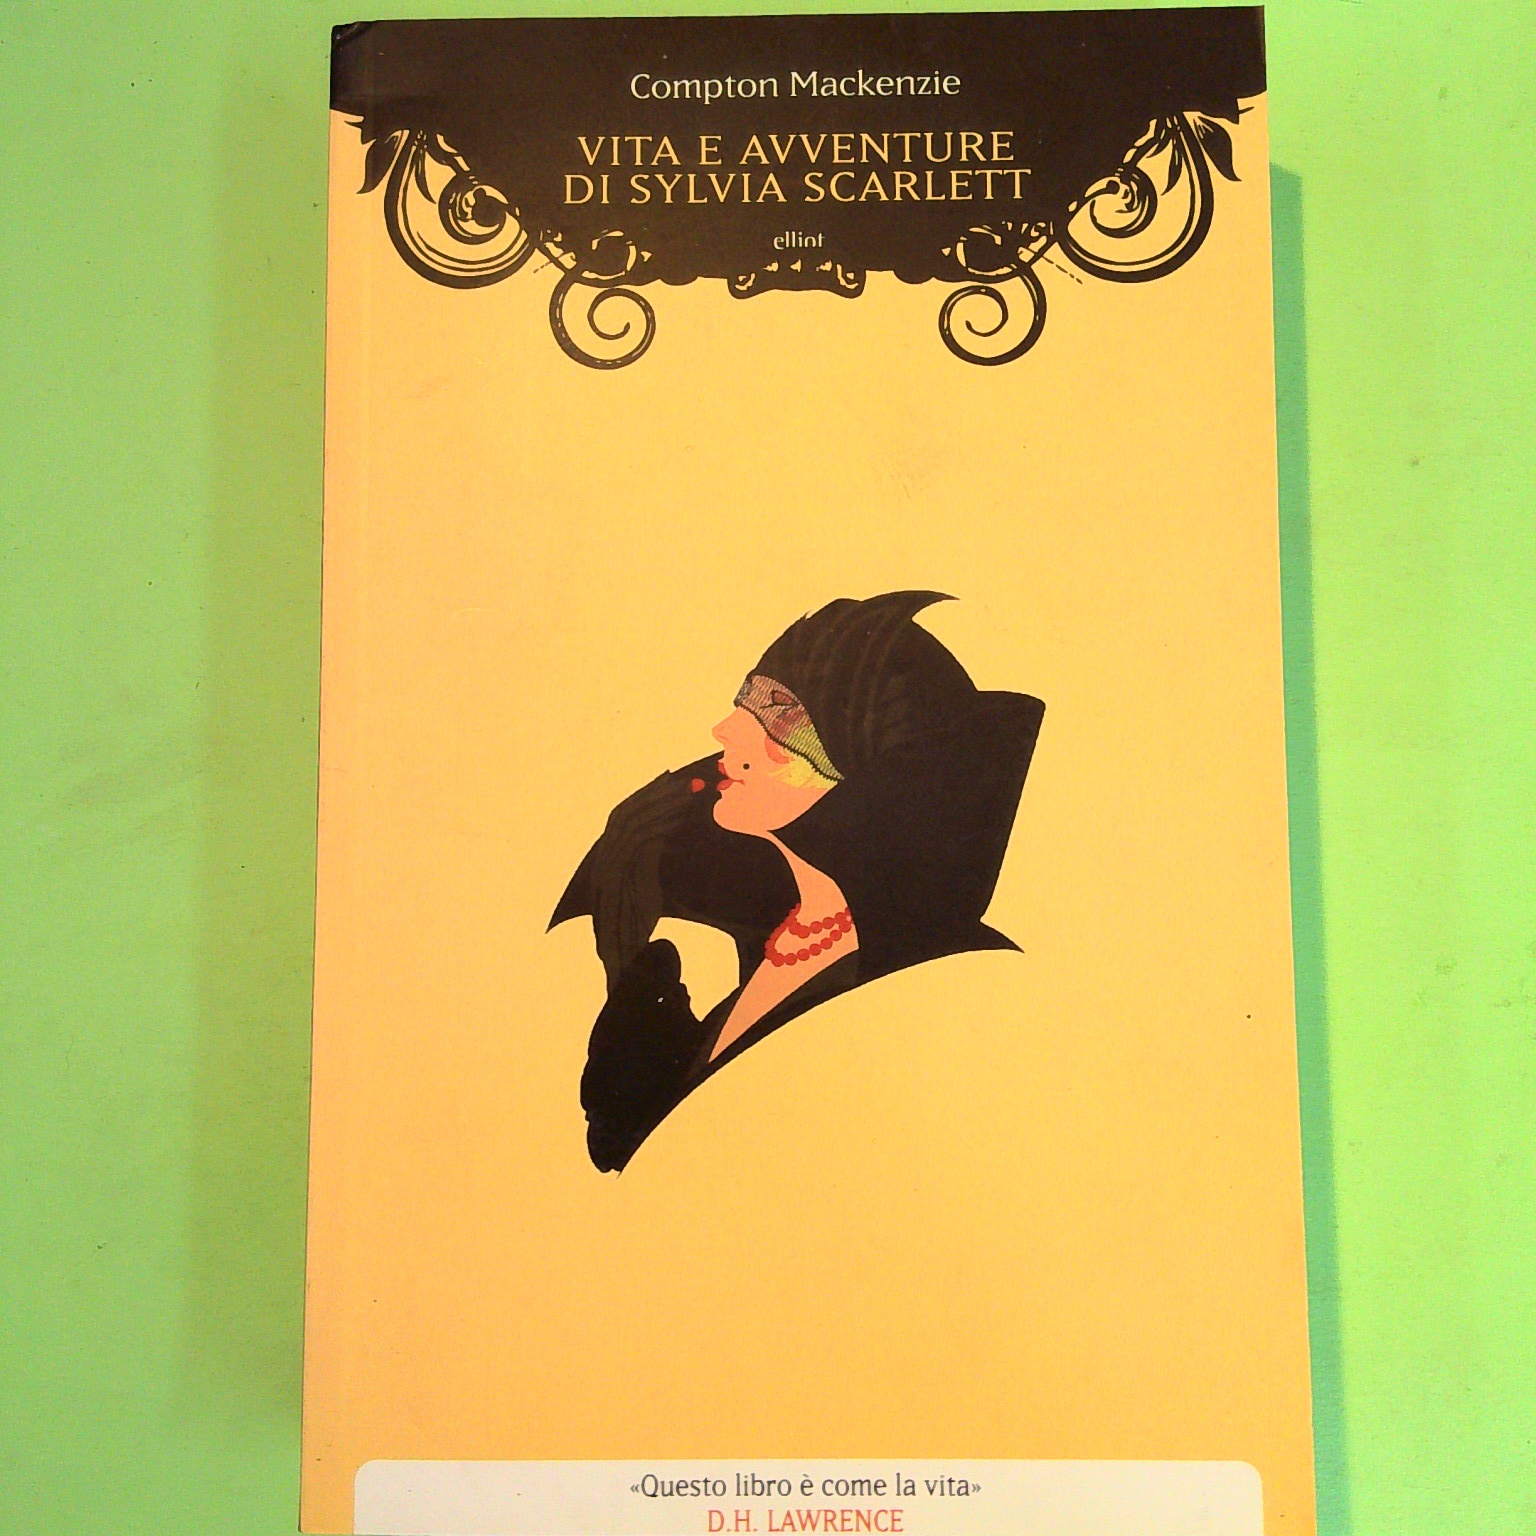 Compton Mackenzie
VITA E AVVENTURE
DI SYLVIA SCARLETT
elliot
«Questo libro è come la vita»
D.H. LAWRENCE